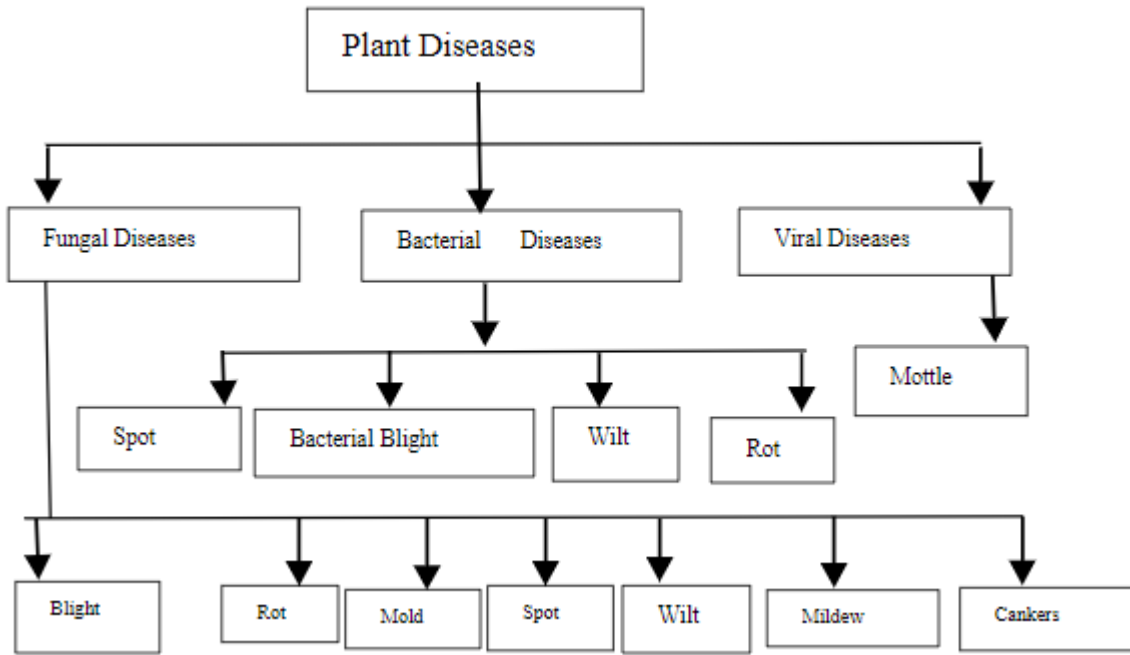 Plant Diseases
Fungal Diseases
Bacterial Diseases
Viral Diseases
Mottle
Spot
Bacterial Blight
Wilt
Rot
Blight
Rot
Mold
Spot
Wilt
Mildew
Cankers